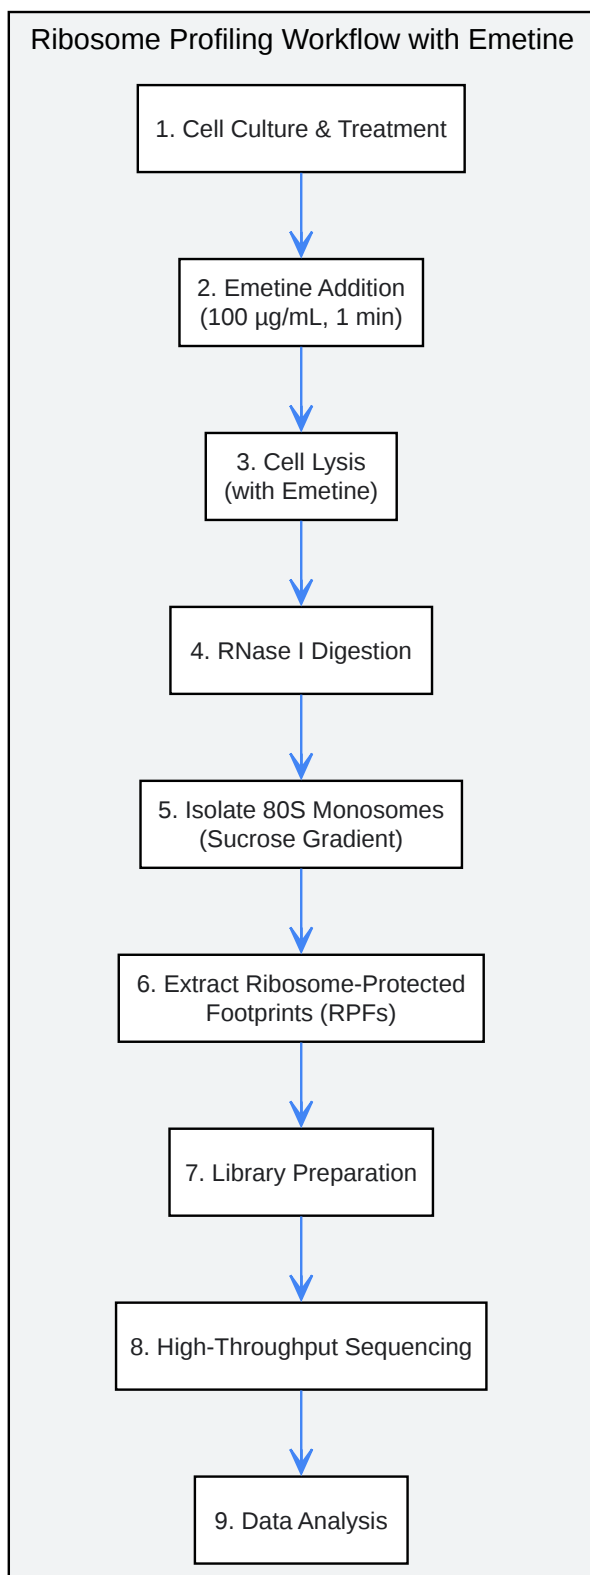 Ribosome Profiling Workflow with Emetine
1. Cell Culture & Treatment
2. Emetine Addition
(100 µg/mL, 1 min)
3. Cell Lysis
(with Emetine)
4. RNase I Digestion
5. Isolate 80S Monosomes
(Sucrose Gradient)
6. Extract Ribosome-Protected
Footprints (RPFs)
7. Library Preparation
8. High-Throughput Sequencing
9. Data Analysis